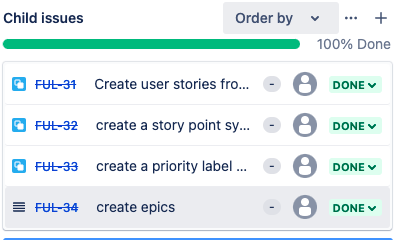 Child issues Order by
100% Done
FUL-31 Create user stories fro... - DONE
FUL-32 create a story point sy... - DONE
FUL-33 create a priority label ... - DONE
FUL-34 create epics - DONE